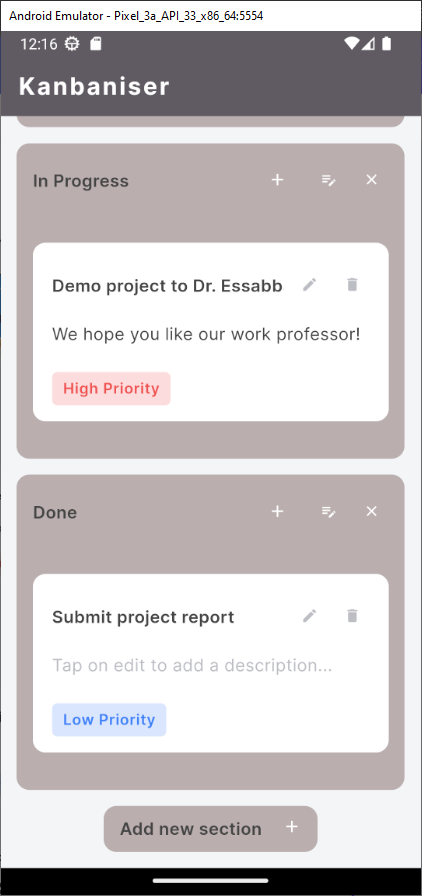 Android Emulator - Pixel_3a_API_33_x86_64:5554
12:16
Kanbaniser
In Progress
Demo project to Dr. Essabb
We hope you like our work professor!
High Priority
Done
Submit project report
Tap on edit to add a description...
Low Priority
Add new section +